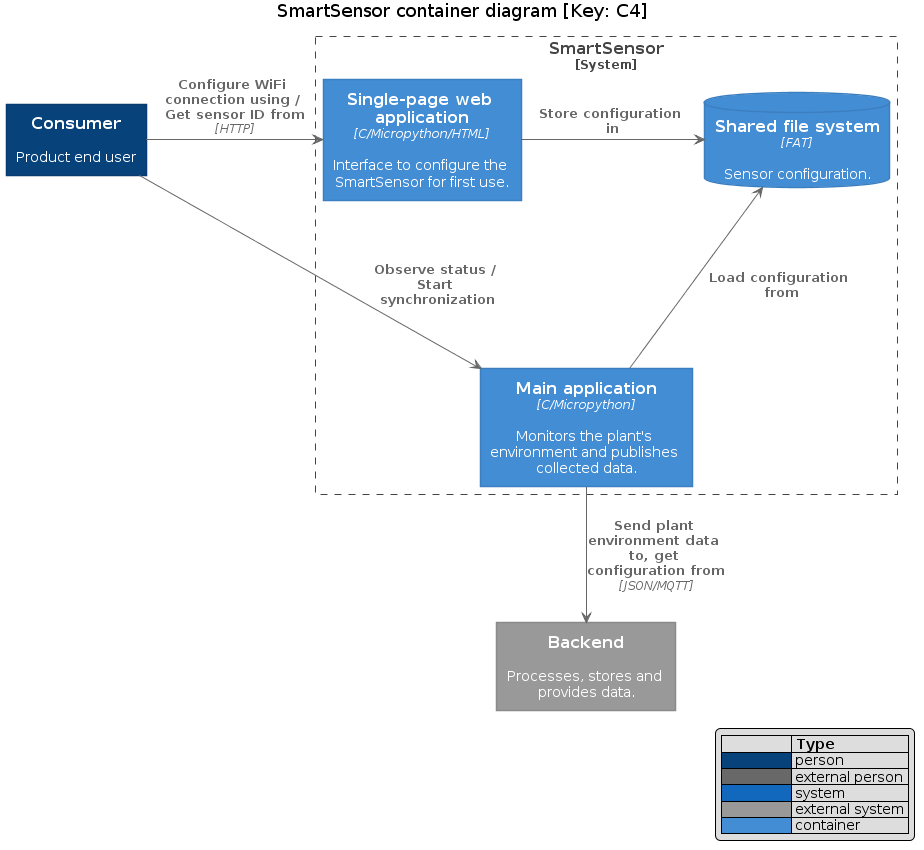 SmartSensor container diagram [Key: C4]
SmartSensor
[System]
Consumer
Product end user
Configure WiFi
connection using /
Get sensor ID from
[HTTP]
Single-page web
application
[C/Micropython/HTML]
Interface to configure the
SmartSensor for first use.
Store configuration
in
Shared file system
[FAT]
Sensor configuration.
Observe status /
Start
synchronization
Load configuration
from
Main application
[C/Micropython]
Monitors the plant's
environment and publishes
collected data.
Send plant
environment data
to, get
configuration from
[JSON/MQTT]
Backend
Processes, stores and
provides data.
Type
person
external person
system
external system
container